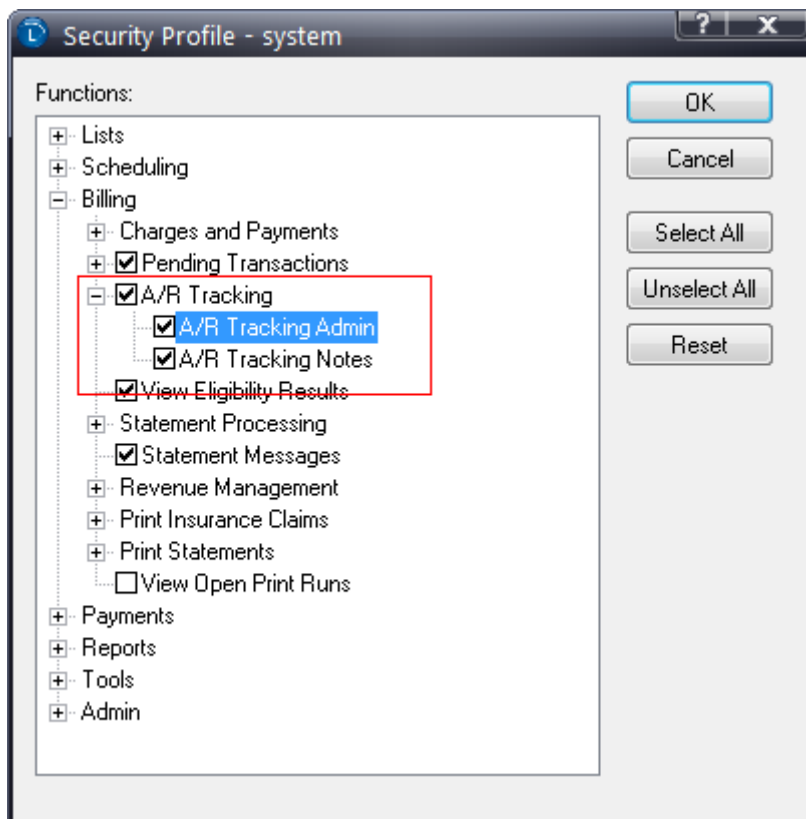 Security Profile - system
Functions:
Lists
Scheduling
Billing
Charges and Payments
Pending Transactions
A/R Tracking
A/R Tracking Admin
A/R Tracking Notes
View Eligibility Results
Statement Processing
Statement Messages
Revenue Management
Print Insurance Claims
Print Statements
View Open Print Runs
Payments
Reports
Tools
Admin
OK
Cancel
Select All
Unselect All
Reset